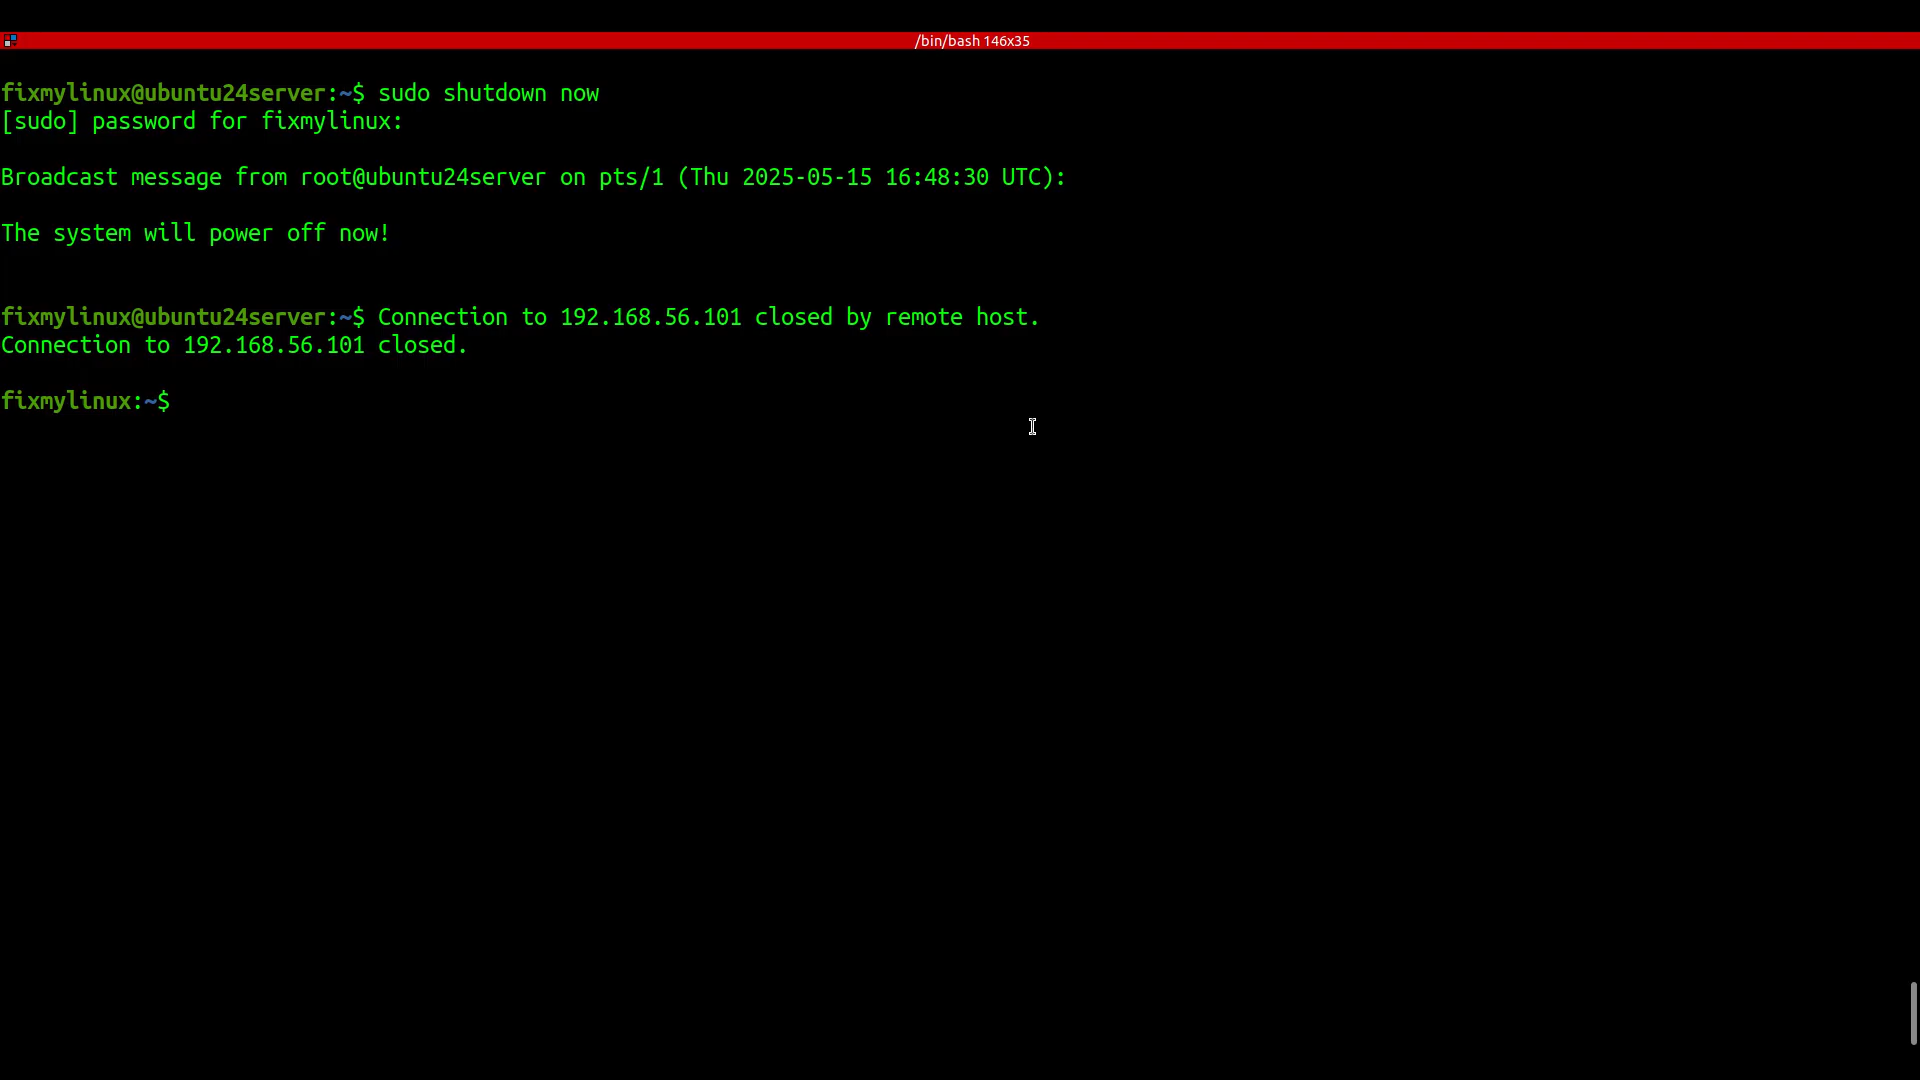 /bin/bash 146x35
fixmylinux@ubuntu24server:~$ sudo shutdown now
[sudo] password for fixmylinux:
Broadcast message from root@ubuntu24server on pts/1 (Thu 2025-05-15 16:48:30 UTC):
The system will power off now!
fixmylinux@ubuntu24server:~$ Connection to 192.168.56.101 closed by remote host.
Connection to 192.168.56.101 closed.
fixmylinux:~$